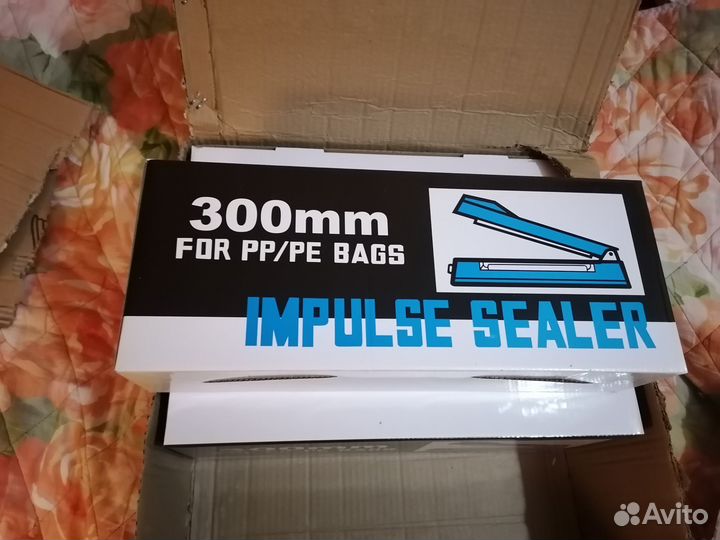 300mm
FOR PP/PE BAGS
IMPULSE SEALER
Avito